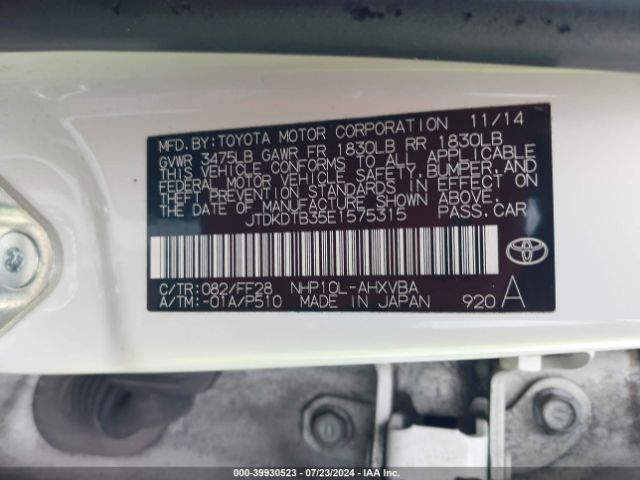 MFD.BY:TOYOTA MOTOR CORPORATION 11/14
GVWR 3475LB GAWR FR 1830LB RR 1830LB
THIS VEHICLE CONFORMS TO ALL APPLICABLE
FEDERAL MOTOR VEHICLE SAFETY, BUMPER, AND
THEFT PREVENTION STANDARDS IN EFFECT ON
THE DATE OF MANUFACTURE SHOWN ABOVE.
JTDKDTB35E1575315 PASS.CAR
C/TR:082/FF28 NHP10L-AHXVBA
A/TM:-01A/P510 MADE IN JAPAN 920 A
000-39930523 - 07/23/2024 - IAA Inc.